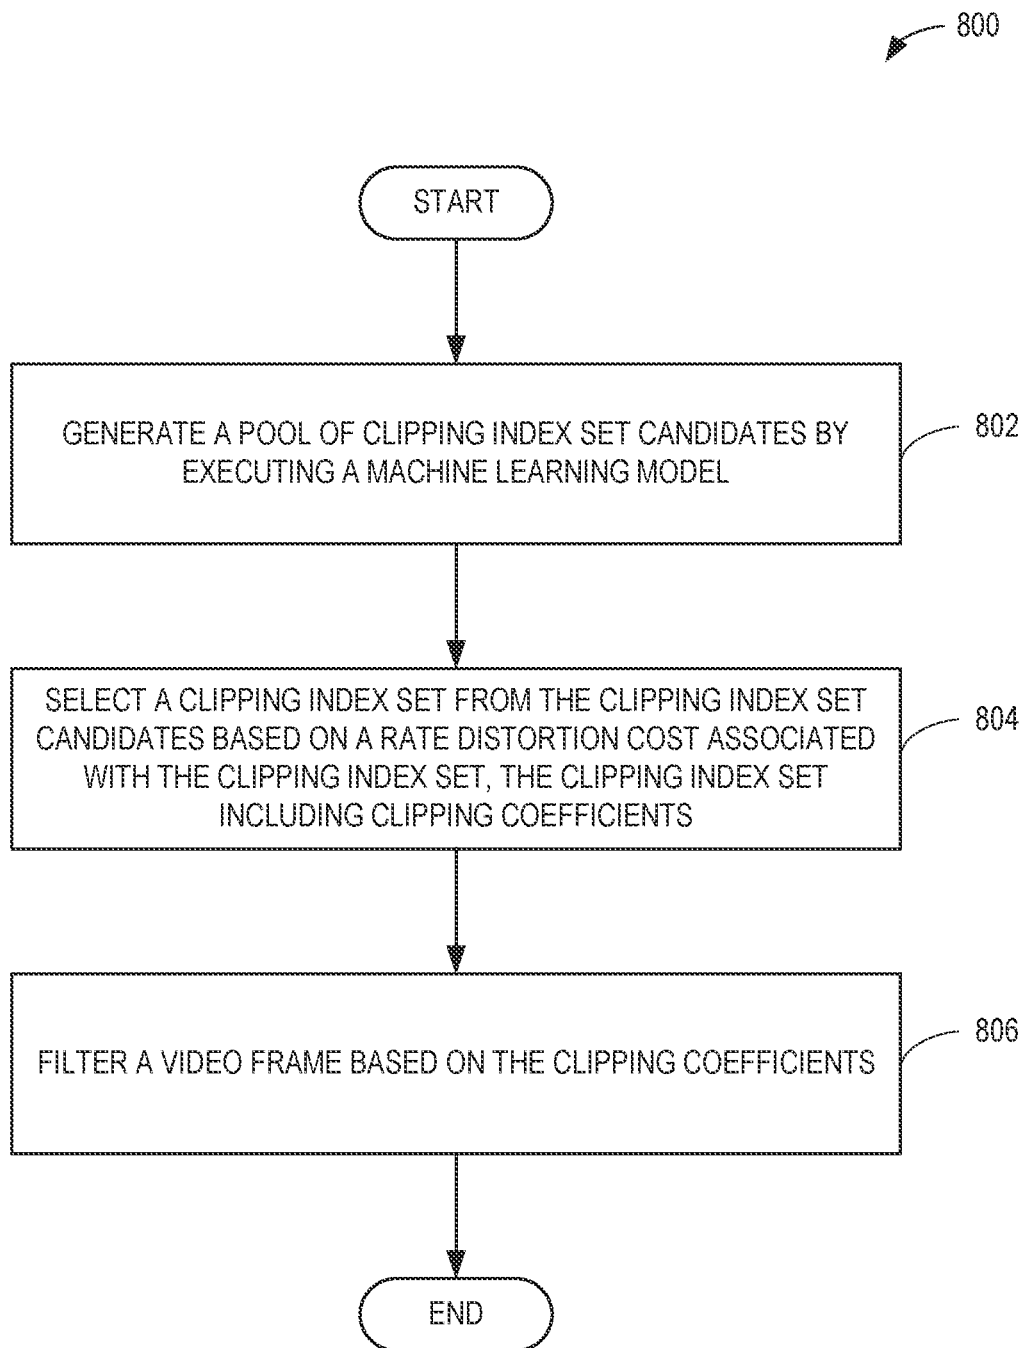 800
START
GENERATE A POOL OF CLIPPING INDEX SET CANDIDATES BY
EXECUTING A MACHINE LEARNING MODEL
802
SELECT A CLIPPING INDEX SET FROM THE CLIPPING INDEX SET
CANDIDATES BASED ON A RATE DISTORTION COST ASSOCIATED
WITH THE CLIPPING INDEX SET, THE CLIPPING INDEX SET
INCLUDING CLIPPING COEFFICIENTS
804
FILTER A VIDEO FRAME BASED ON THE CLIPPING COEFFICIENTS
806
END